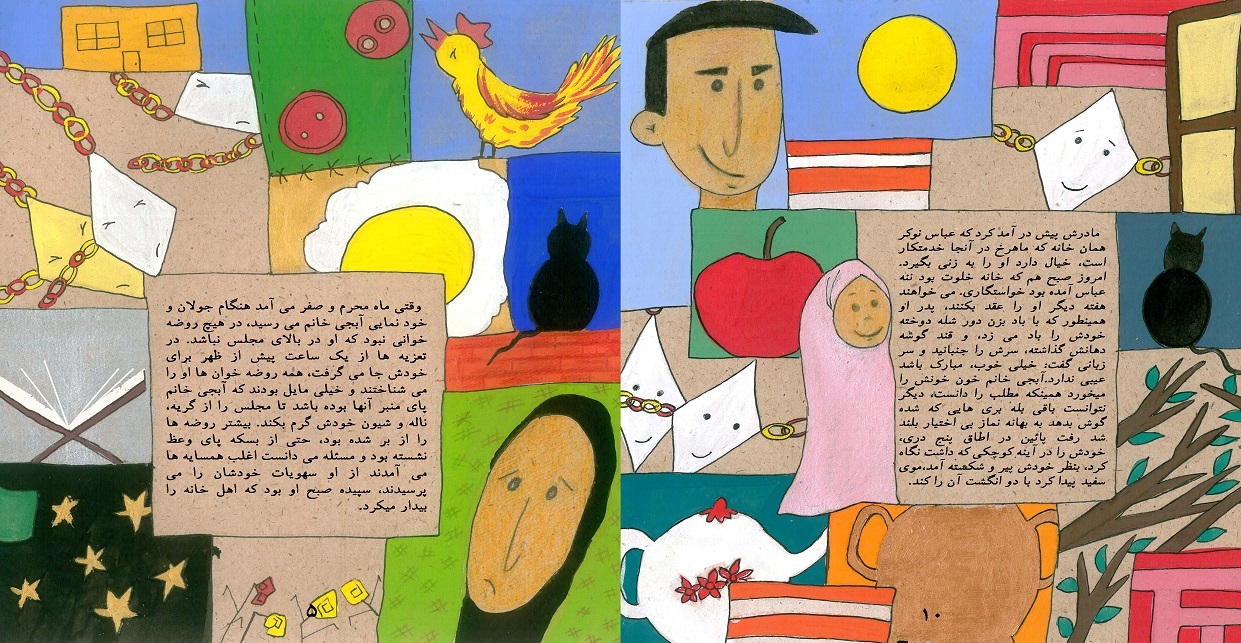 مادرش پیش در آمد کرد که عباس نوکر
همان خانه که ماهرخ در آنجا خدمتکار
است، خیال دارد او را به زنی بگیرد.
امروز صبح هم که خانه خلوت بود ننه
عباس آمده بود خواستگاری. می خواهند
هفته دیگر او را عقد بکنند، پدر او
همینطور که با باد بزن دور شله دوخته
خودش را باد می زد، و قند گوشه
دهانش گذاشته، سرش را جنبانید و سر
زبانی گفت: خیلی خوب، مبارک باشد
عیبی ندارد.آبجی خانم خون خونش را
میخورد همینکه مطلب را دانست، دیگر
نتوانست باقی بله بری هایی که شده
گوش بدهد به بهانه نماز بی اختیار بلند
شد رفت پائین در اطاق پنج دری،
خودش را در آینه کوچکی که داشت نگاه
کرد، بنظر خودش پیر و شکسته آمد،موی
سفید پیدا کرد با دو انگشت آن را کند.
۱۰
وقتی ماه محرم و صفر می آمد هنگام جولان و
خود نمایی آبجی خانم می رسید، در هیچ روضه
خوانی نبود که او در بالای مجلس نباشد. در
تعزیه ها از یک ساعت پیش از ظهر برای
خودش جا می گرفت، همه روضه خوان ها او را
می شناختند و خیلی مایل بودند که آبجی خانم
پای منبر آنها بوده باشد تا مجلس را از گریه،
ناله و شیون خودش گرم بکند. بیشتر روضه ها
را از بر شده بود، حتی از بسکه پای وعظ
نشسته بود و مسئله می دانست اغلب همسایه ها
می آمدند از او سهویات خودشان را می
پرسیدند، سپیده صبح او بود که اهل خانه را
بیدار میکرد.